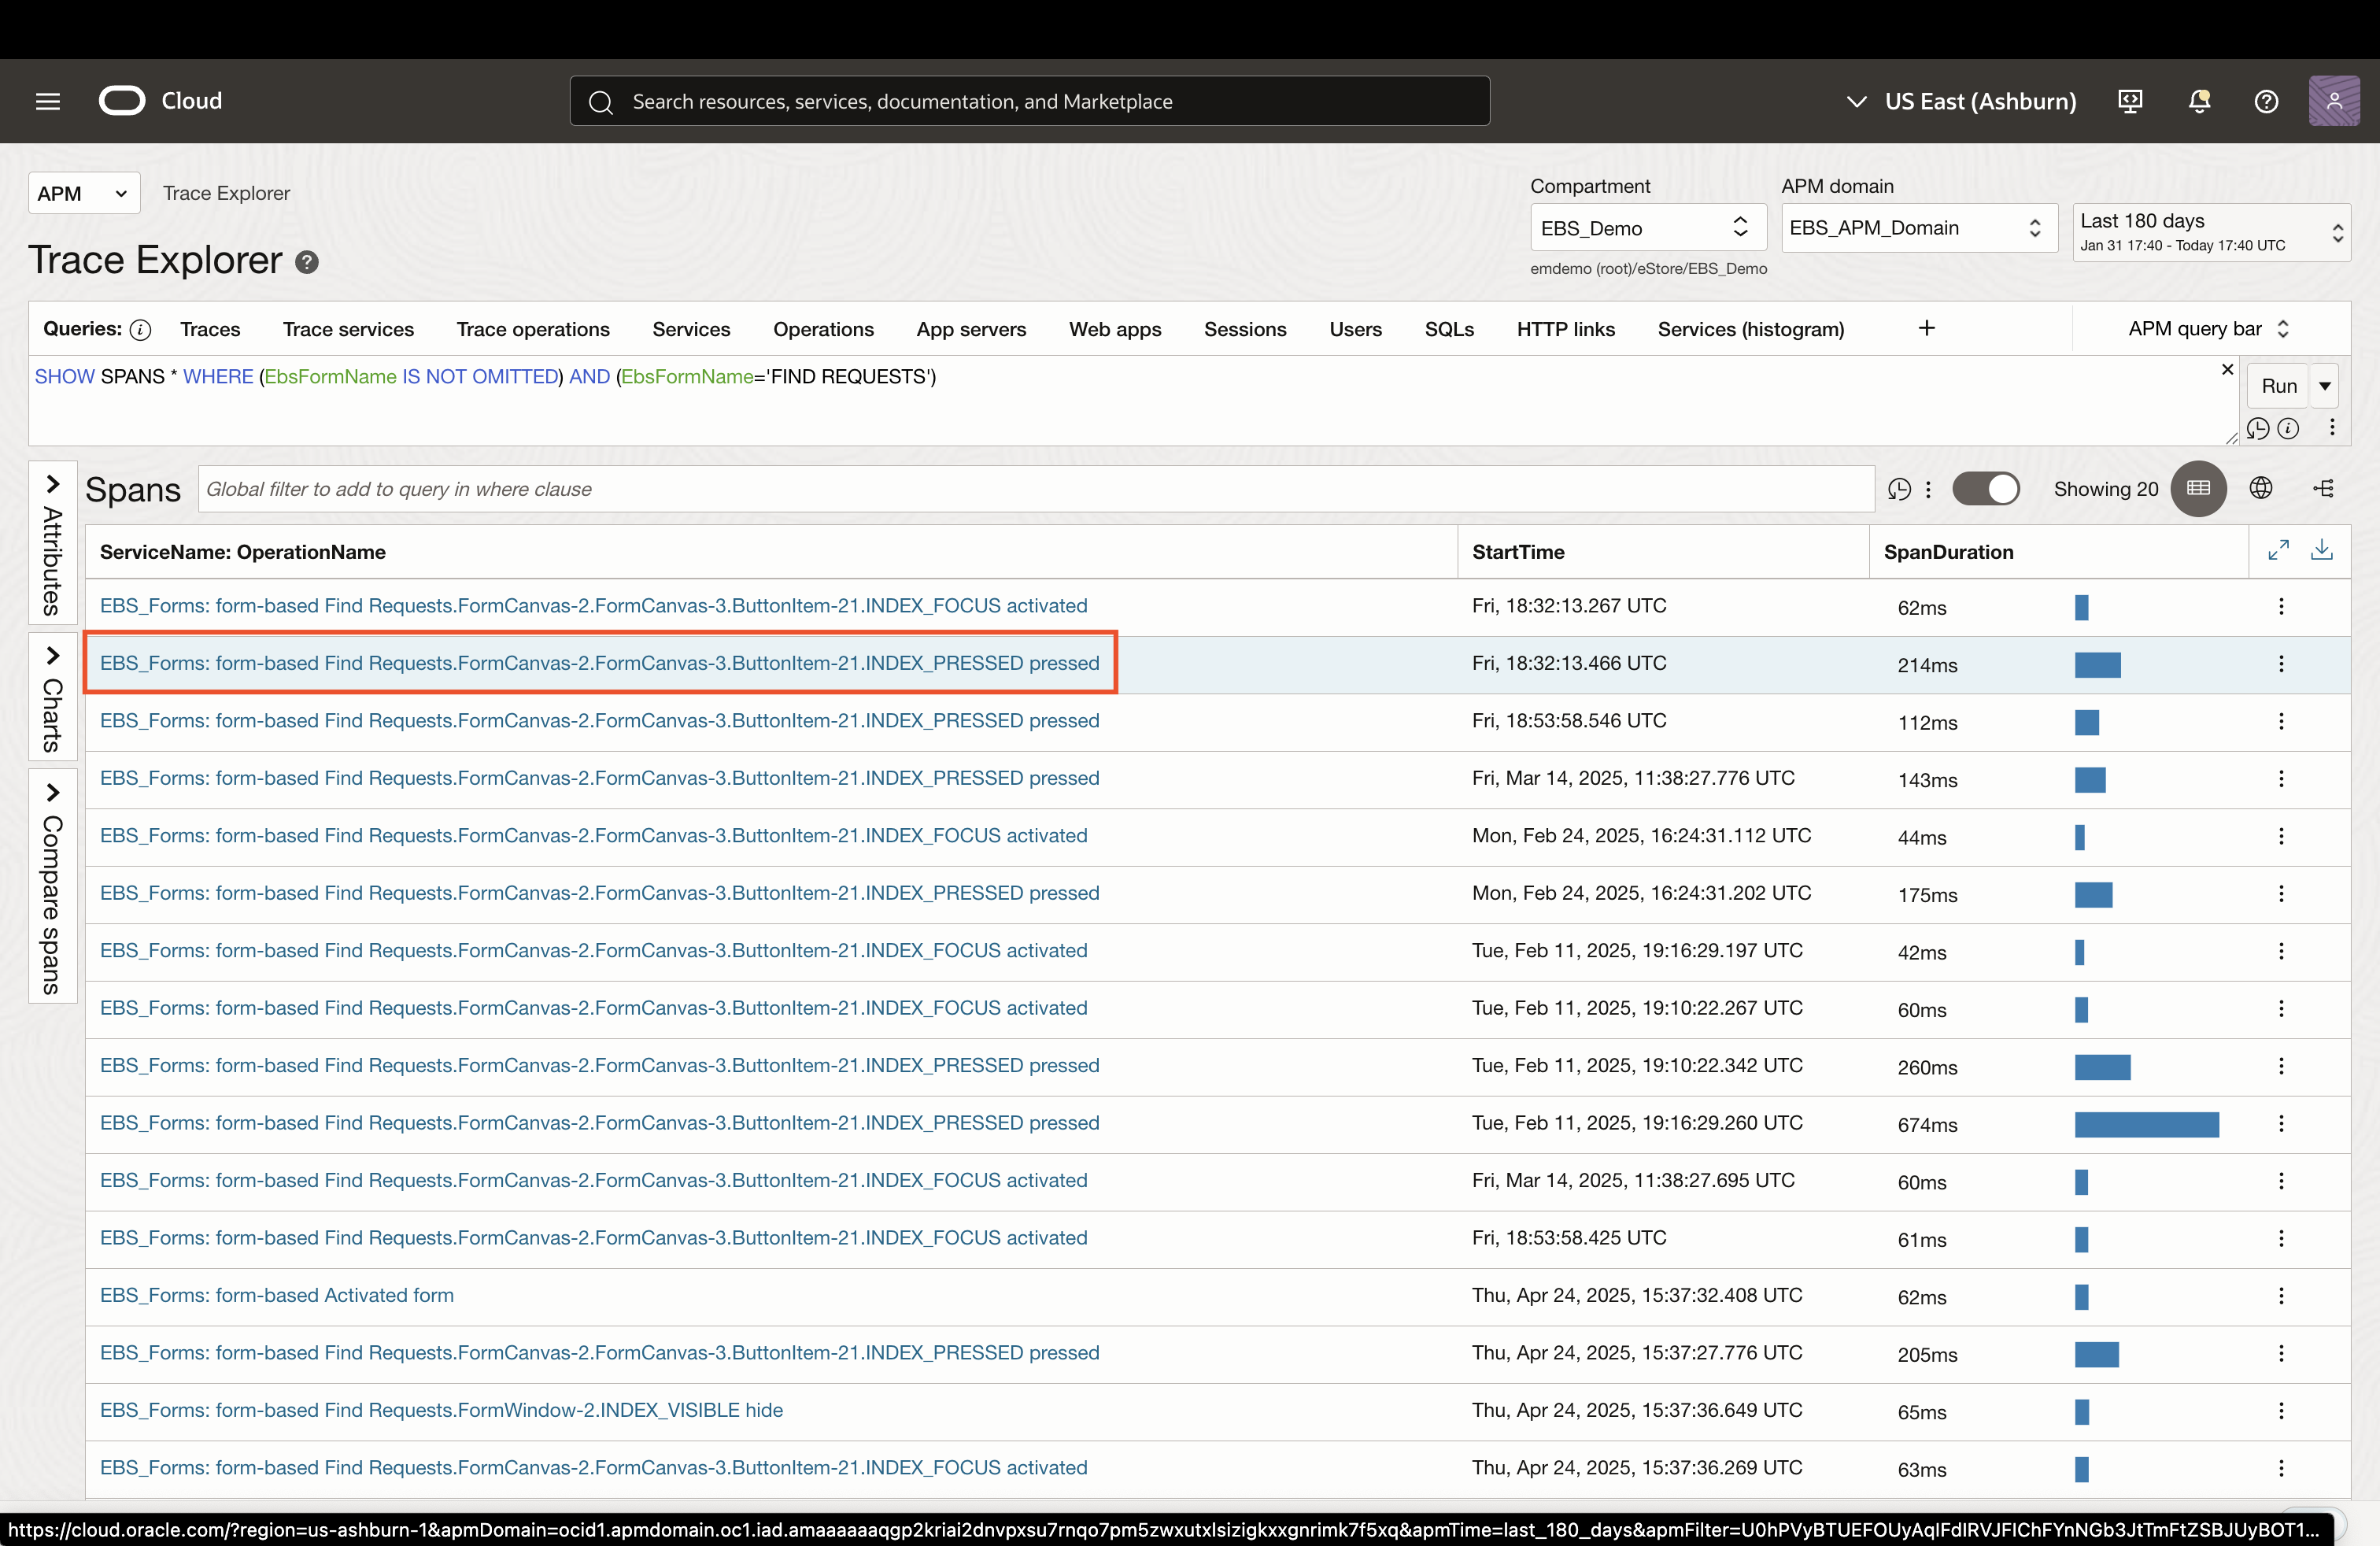 Cloud
Search resources, services, documentation, and Marketplace
US East (Ashburn)
APM
Trace Explorer
Compartment
APM domain
EBS_Demo
EBS_APM_Domain
Last 180 days
Jan 31 17:40 - Today 17:40 UTC
emdemo (root)/eStore/EBS_Demo
Trace Explorer
Queries: Traces Trace services Trace operations Services Operations App servers Web apps Sessions Users SQLs HTTP links Services (histogram) + APM query bar
SHOW SPANS * WHERE (EbsFormName IS NOT OMITTED) AND (EbsFormName='FIND REQUESTS')
Run
Attributes
Charts
Compare spans
Spans Global filter to add to query in where clause Showing 20
ServiceName: OperationName StartTime SpanDuration
EBS_Forms: form-based Find Requests.FormCanvas-2.FormCanvas-3.ButtonItem-21.INDEX_FOCUS activated Fri, 18:32:13.267 UTC 62ms
EBS_Forms: form-based Find Requests.FormCanvas-2.FormCanvas-3.ButtonItem-21.INDEX_PRESSED pressed Fri, 18:32:13.466 UTC 214ms
EBS_Forms: form-based Find Requests.FormCanvas-2.FormCanvas-3.ButtonItem-21.INDEX_PRESSED pressed Fri, 18:53:58.546 UTC 112ms
EBS_Forms: form-based Find Requests.FormCanvas-2.FormCanvas-3.ButtonItem-21.INDEX_PRESSED pressed Fri, Mar 14, 2025, 11:38:27.776 UTC 143ms
EBS_Forms: form-based Find Requests.FormCanvas-2.FormCanvas-3.ButtonItem-21.INDEX_FOCUS activated Mon, Feb 24, 2025, 16:24:31.112 UTC 44ms
EBS_Forms: form-based Find Requests.FormCanvas-2.FormCanvas-3.ButtonItem-21.INDEX_PRESSED pressed Mon, Feb 24, 2025, 16:24:31.202 UTC 175ms
EBS_Forms: form-based Find Requests.FormCanvas-2.FormCanvas-3.ButtonItem-21.INDEX_FOCUS activated Tue, Feb 11, 2025, 19:16:29.197 UTC 42ms
EBS_Forms: form-based Find Requests.FormCanvas-2.FormCanvas-3.ButtonItem-21.INDEX_FOCUS activated Tue, Feb 11, 2025, 19:10:22.267 UTC 60ms
EBS_Forms: form-based Find Requests.FormCanvas-2.FormCanvas-3.ButtonItem-21.INDEX_PRESSED pressed Tue, Feb 11, 2025, 19:10:22.342 UTC 260ms
EBS_Forms: form-based Find Requests.FormCanvas-2.FormCanvas-3.ButtonItem-21.INDEX_PRESSED pressed Tue, Feb 11, 2025, 19:16:29.260 UTC 674ms
EBS_Forms: form-based Find Requests.FormCanvas-2.FormCanvas-3.ButtonItem-21.INDEX_FOCUS activated Fri, Mar 14, 2025, 11:38:27.695 UTC 60ms
EBS_Forms: form-based Find Requests.FormCanvas-2.FormCanvas-3.ButtonItem-21.INDEX_FOCUS activated Fri, 18:53:58.425 UTC 61ms
EBS_Forms: form-based Activated form Thu, Apr 24, 2025, 15:37:32.408 UTC 62ms
EBS_Forms: form-based Find Requests.FormCanvas-2.FormCanvas-3.ButtonItem-21.INDEX_PRESSED pressed Thu, Apr 24, 2025, 15:37:27.776 UTC 205ms
EBS_Forms: form-based Find Requests.FormWindow-2.INDEX_VISIBLE hide Thu, Apr 24, 2025, 15:37:36.649 UTC 65ms
EBS_Forms: form-based Find Requests.FormCanvas-2.FormCanvas-3.ButtonItem-21.INDEX_FOCUS activated Thu, Apr 24, 2025, 15:37:36.269 UTC 63ms
https://cloud.oracle.com/?region=us-ashburn-1&apmDomain=ocid1.apmdomain.oc1.iad.amaaaaaaqgp2kriai2dnvpxsu7rnqo7pm5zwxutxlsizigkxxgnrimk7f5xq&apmTime=last_180_days&apmFilter=U0hPVyBTUEFOUyAqIFdIRVJFIChFYnNGb3JtTmFtZSBJUyBOT1...